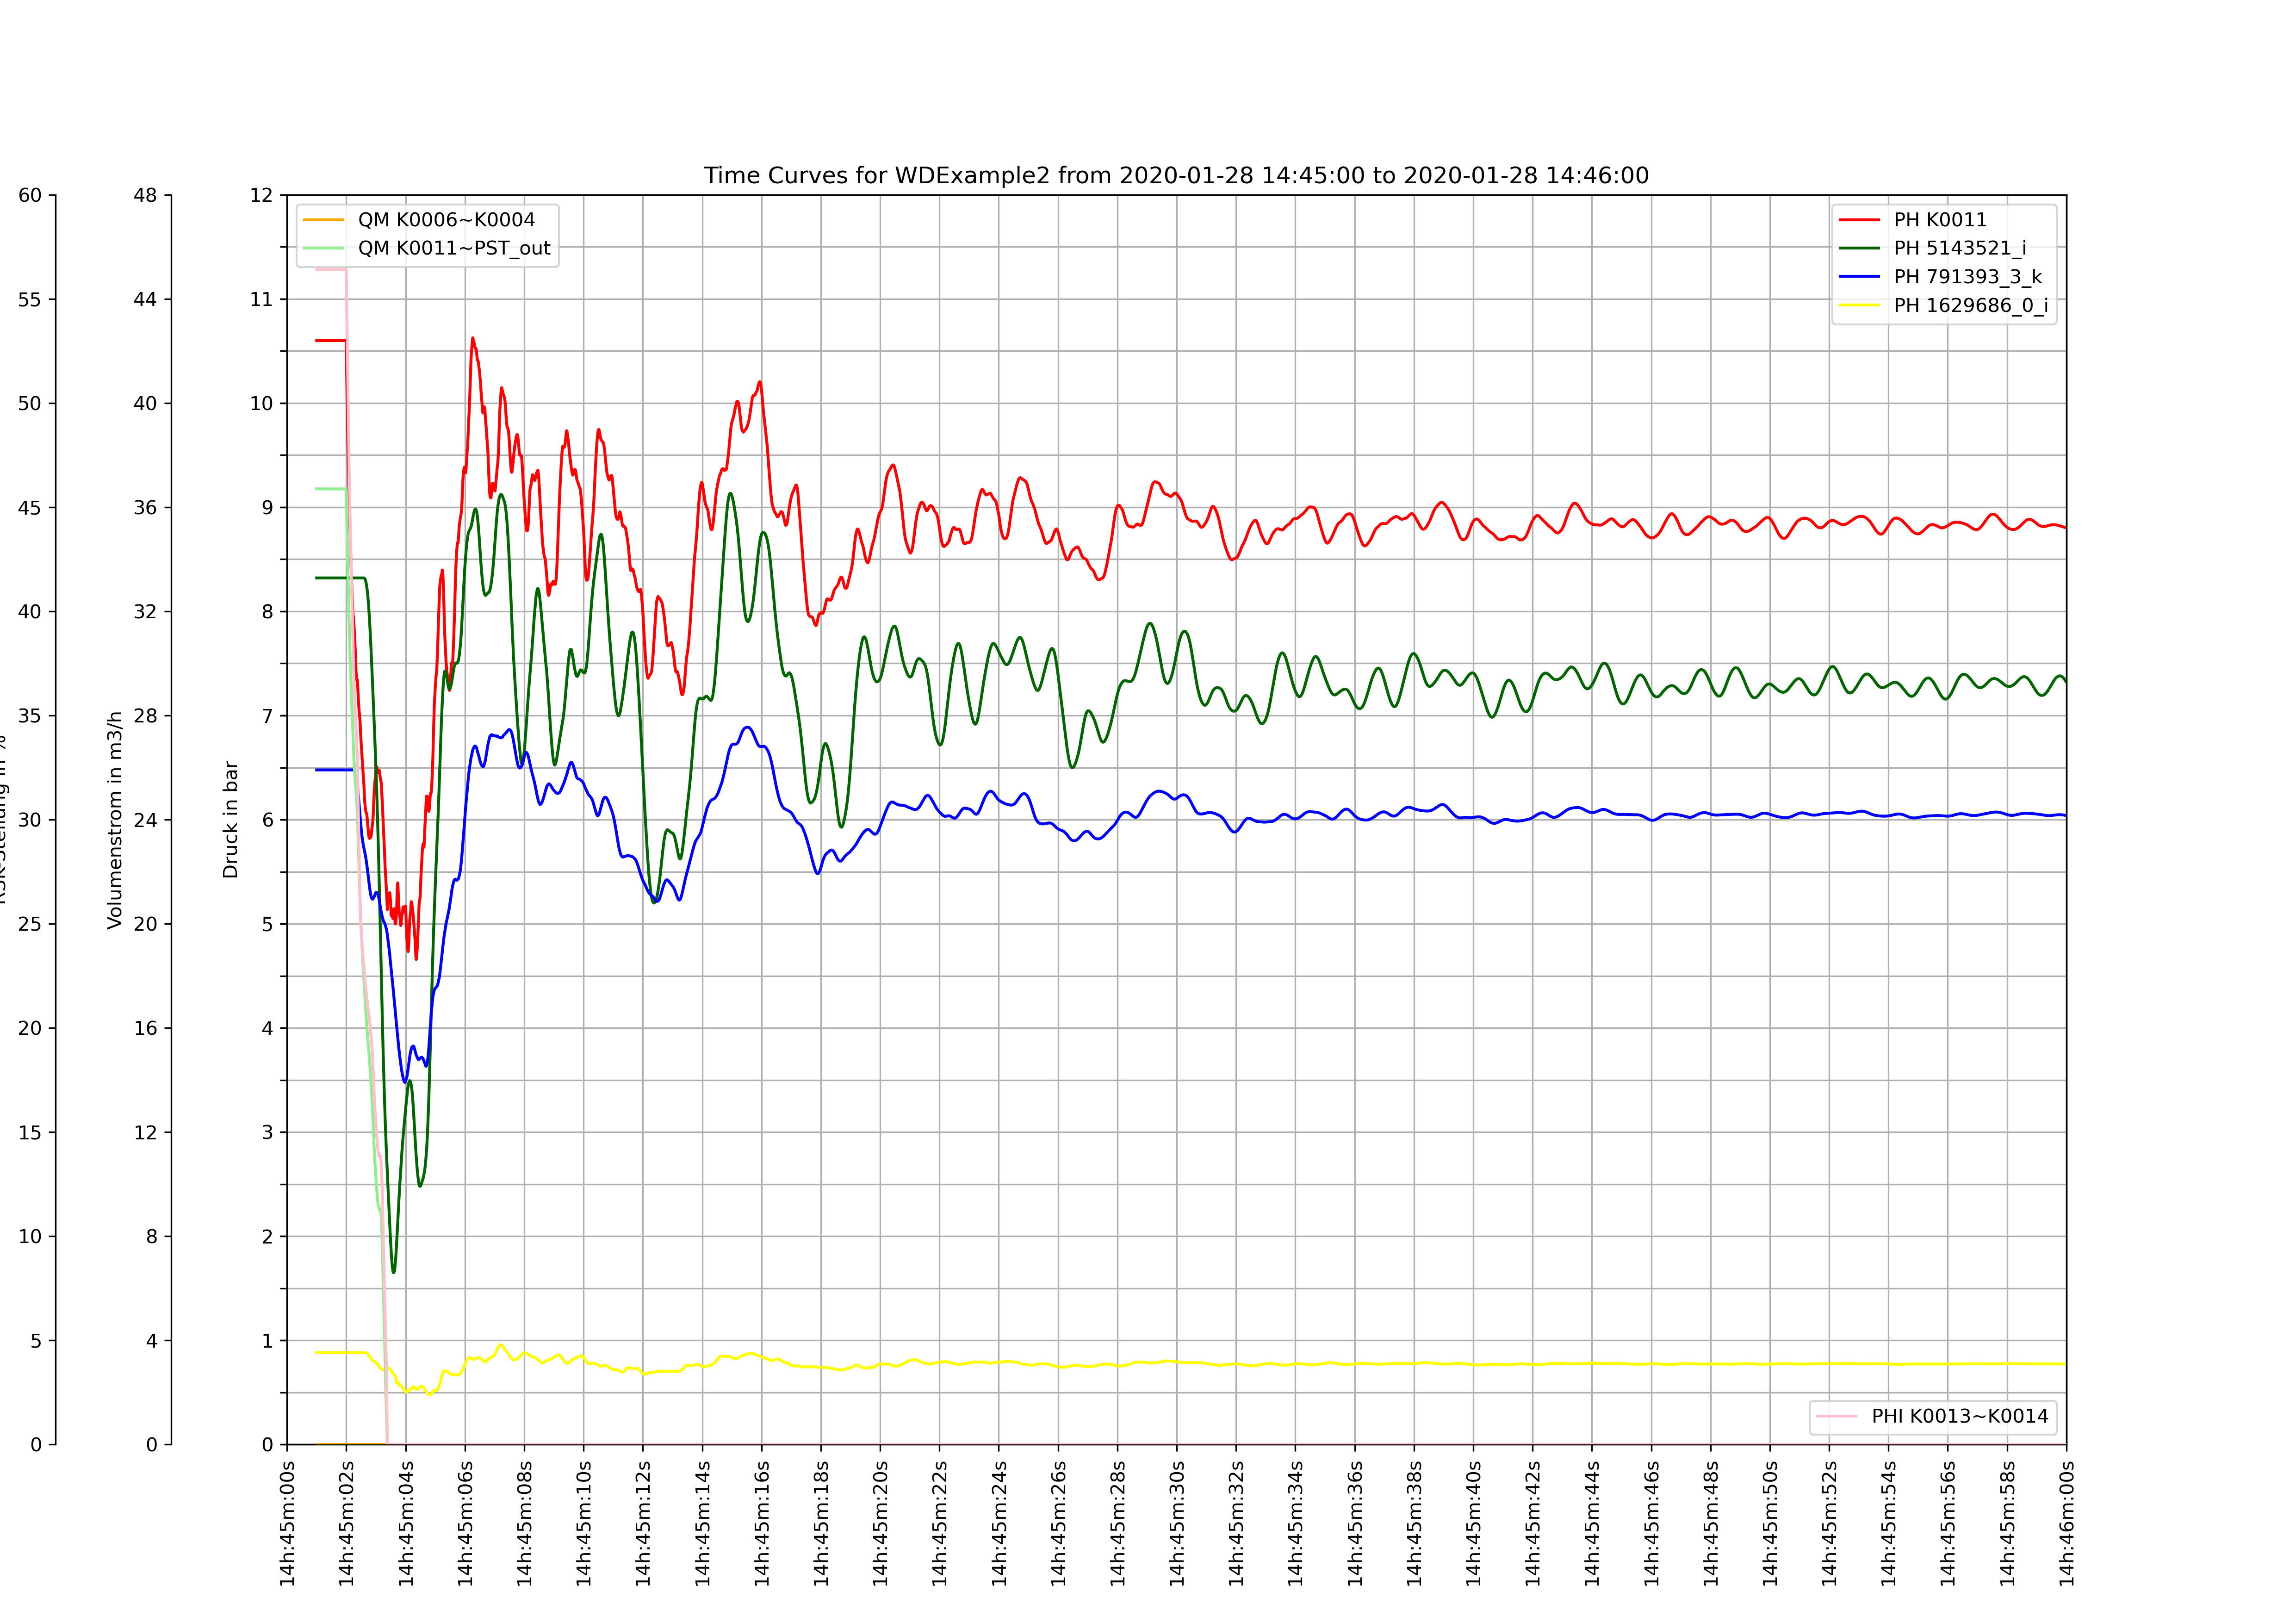 Time Curves for WDExample2 from 2020-01-28 14:45:00 to 2020-01-28 14:46:00
60
55
50
45
40
35
30
25
20
15
10
5
0
Volumenstrom in m3/h
48
44
40
36
32
28
24
20
16
12
8
4
0
Druck in bar
12
11
10
9
8
7
6
5
4
3
2
1
0
QM K0006~K0004
QM K0011~PST_out
PH K0011
PH 5143521_i
PH 791393_3_k
PH 1629686_0_i
PHI K0013~K0014
14h:45m:00s
14h:45m:02s
14h:45m:04s
14h:45m:06s
14h:45m:08s
14h:45m:10s
14h:45m:12s
14h:45m:14s
14h:45m:16s
14h:45m:18s
14h:45m:20s
14h:45m:22s
14h:45m:24s
14h:45m:26s
14h:45m:28s
14h:45m:30s
14h:45m:32s
14h:45m:34s
14h:45m:36s
14h:45m:38s
14h:45m:40s
14h:45m:42s
14h:45m:44s
14h:45m:46s
14h:45m:48s
14h:45m:50s
14h:45m:52s
14h:45m:54s
14h:45m:56s
14h:45m:58s
14h:46m:00s